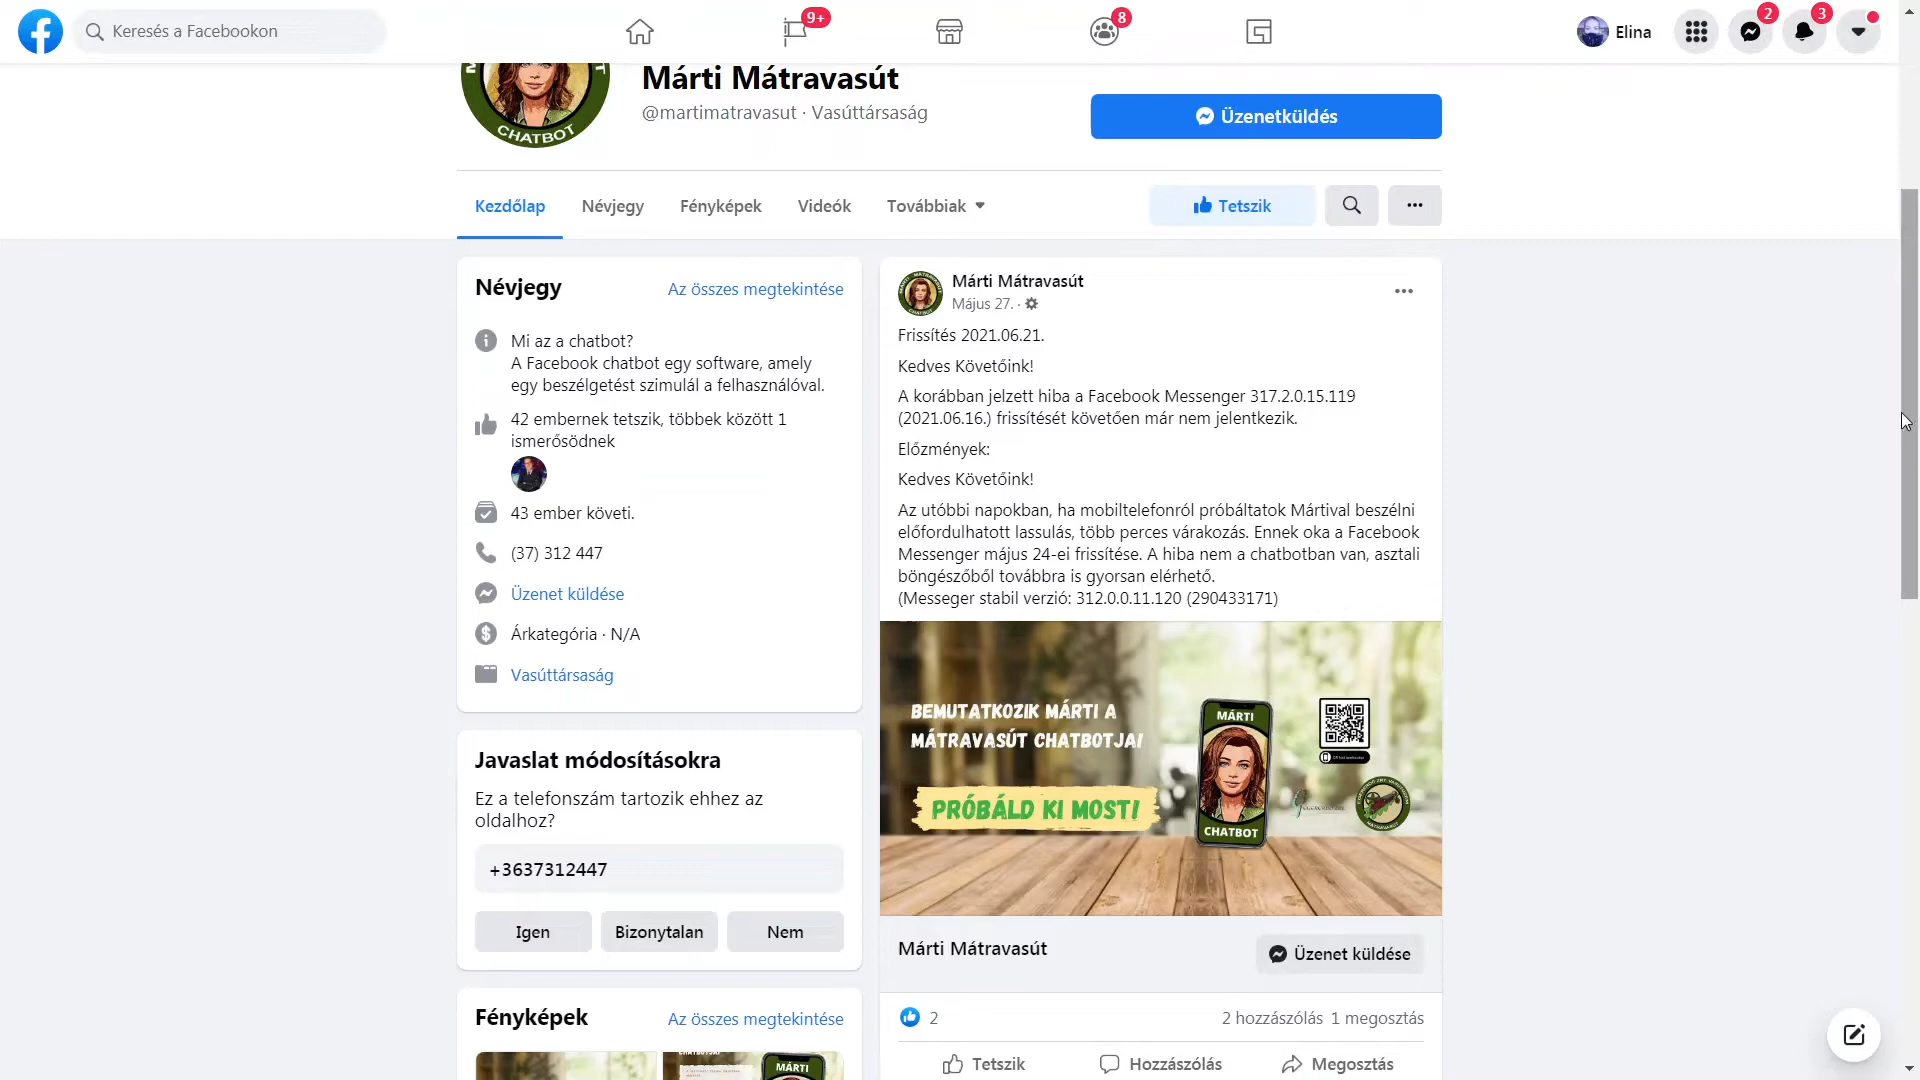 Keresés a Facebookon
9+
8
Elina
2
3
CHATBOT
Márti Mátravasút
@martimatravasut · Vasúttársaság
Üzenetküldés
Kezdőlap
Névjegy
Fényképek
Videók
Továbbiak
Tetszik
Névjegy
Az összes megtekintése
Mi az a chatbot?
A Facebook chatbot egy software, amely
egy beszélgetést szimulál a felhasználóval.
42 embernek tetszik, többek között 1
ismerősödnek
43 ember követi.
(37) 312 447
Üzenet küldése
Árkategória · N/A
Vasúttársaság
Javaslat módosításokra
Ez a telefonszám tartozik ehhez az
oldalhoz?
+3637312447
Igen
Bizonytalan
Nem
Fényképek
Az összes megtekintése
MÁRTI
Márti Mátravasút
Május 27. ·
Frissítés 2021.06.21.
Kedves Követőink!
A korábban jelzett hiba a Facebook Messenger 317.2.0.15.119
(2021.06.16.) frissítését követően már nem jelentkezik.
Előzmények:
Kedves Követőink!
Az utóbbi napokban, ha mobiltelefonról próbáltatok Mártival beszélni
előfordulhatott lassulás, több perces várakozás. Ennek oka a Facebook
Messenger május 24-ei frissítése. A hiba nem a chatbotban van, asztali
böngészőből továbbra is gyorsan elérhető.
(Messeger stabil verzió: 312.0.0.11.120 (290433171)
BEMUTATKOZIK MÁRTI A
MÁTRAVASÚT CHATBOTJA!
PRÓBÁLD KI MOST!
MÁRTI
CHATBOT
Márti Mátravasút
Üzenet küldése
2
2 hozzászólás 1 megosztás
Tetszik
Hozzászólás
Megosztás